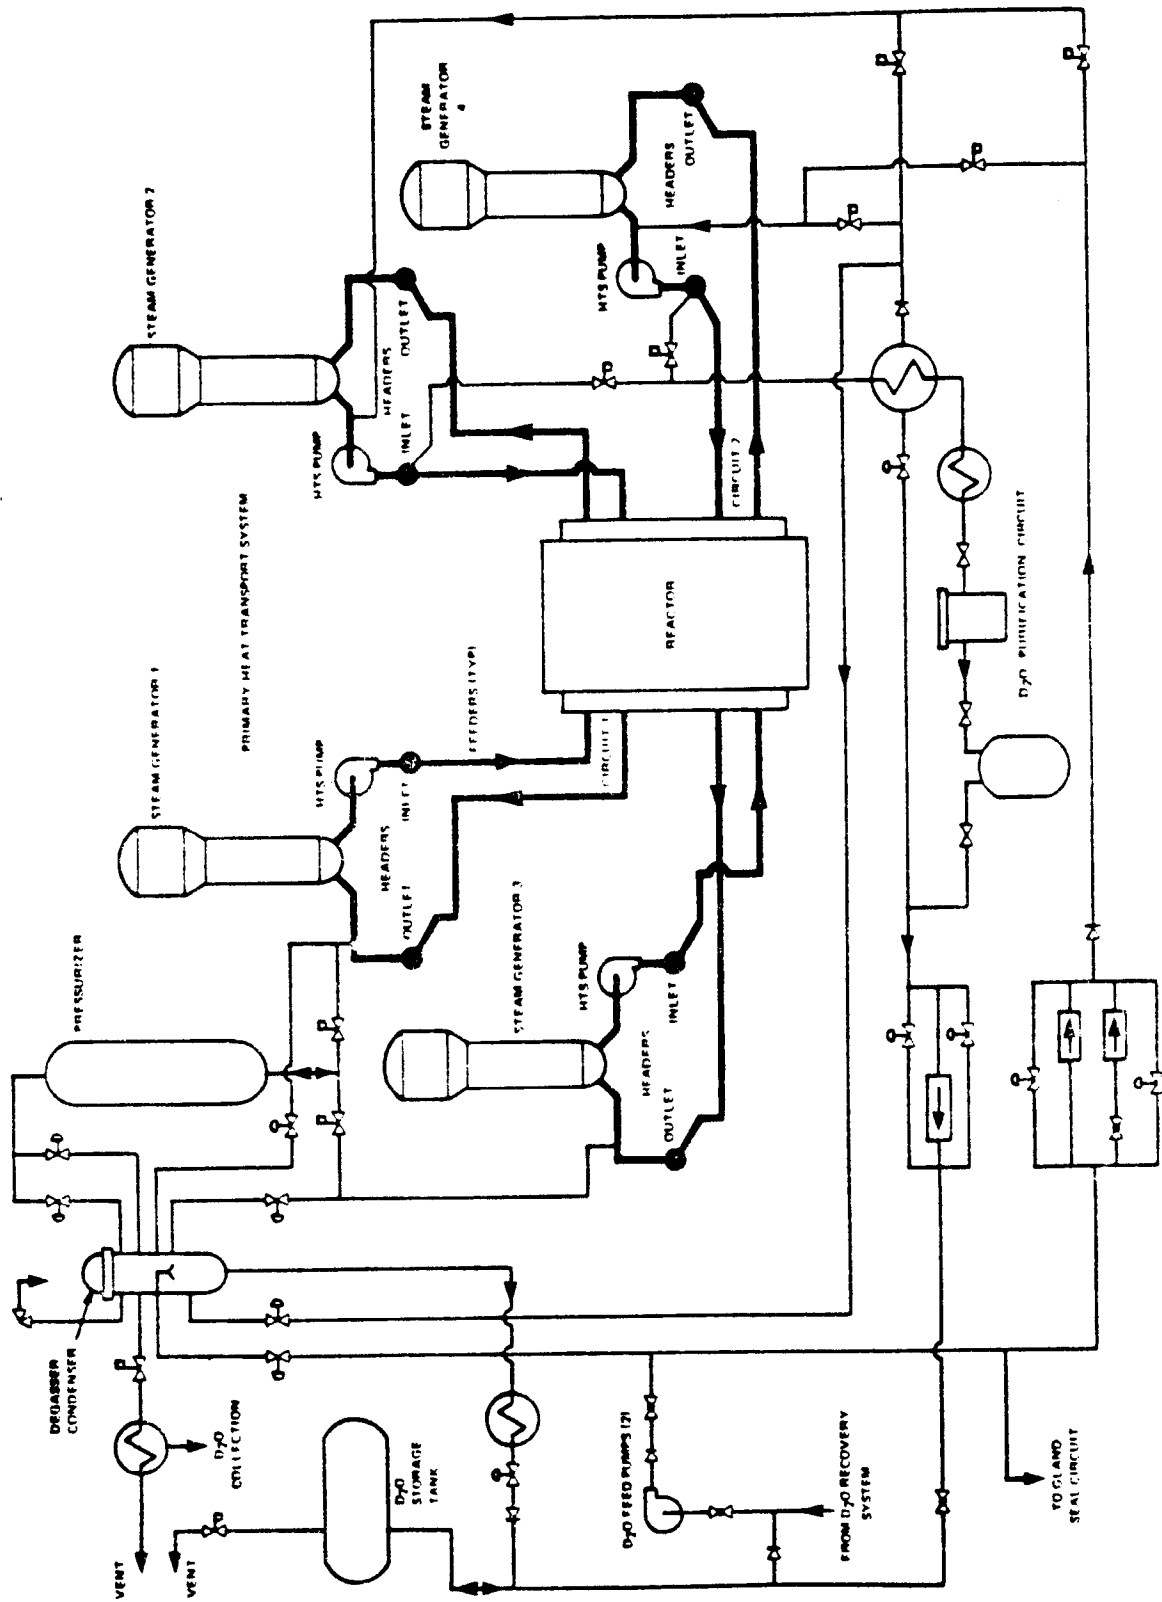 PRIMARY HEAT TRANSPORT SYSTEM
PRESSURIZER
STEAM GENERATOR 1
STEAM GENERATOR 2
STEAM GENERATOR 3
STEAM
GENERATOR
4
HTS PUMP
HEADERS
OUTLET
INLET
HTS PUMP
HEADERS
INLET
OUTLET
HTS PUMP
HEADERS
OUTLET
INLET
HTS PUMP
HEADERS
INLET
OUTLET
FEEDERS (TYP)
CIRCUIT 1
CIRCUIT 2
REACTOR
DEGASSER
CONDENSER
D2O
COLLECTION
VENT
VENT
D2O
STORAGE
TANK
D2O FEED PUMPS (2)
FROM D2O RECOVERY
SYSTEM
TO GLAND
SEAL CIRCUIT
D2O PURIFICATION CIRCUIT